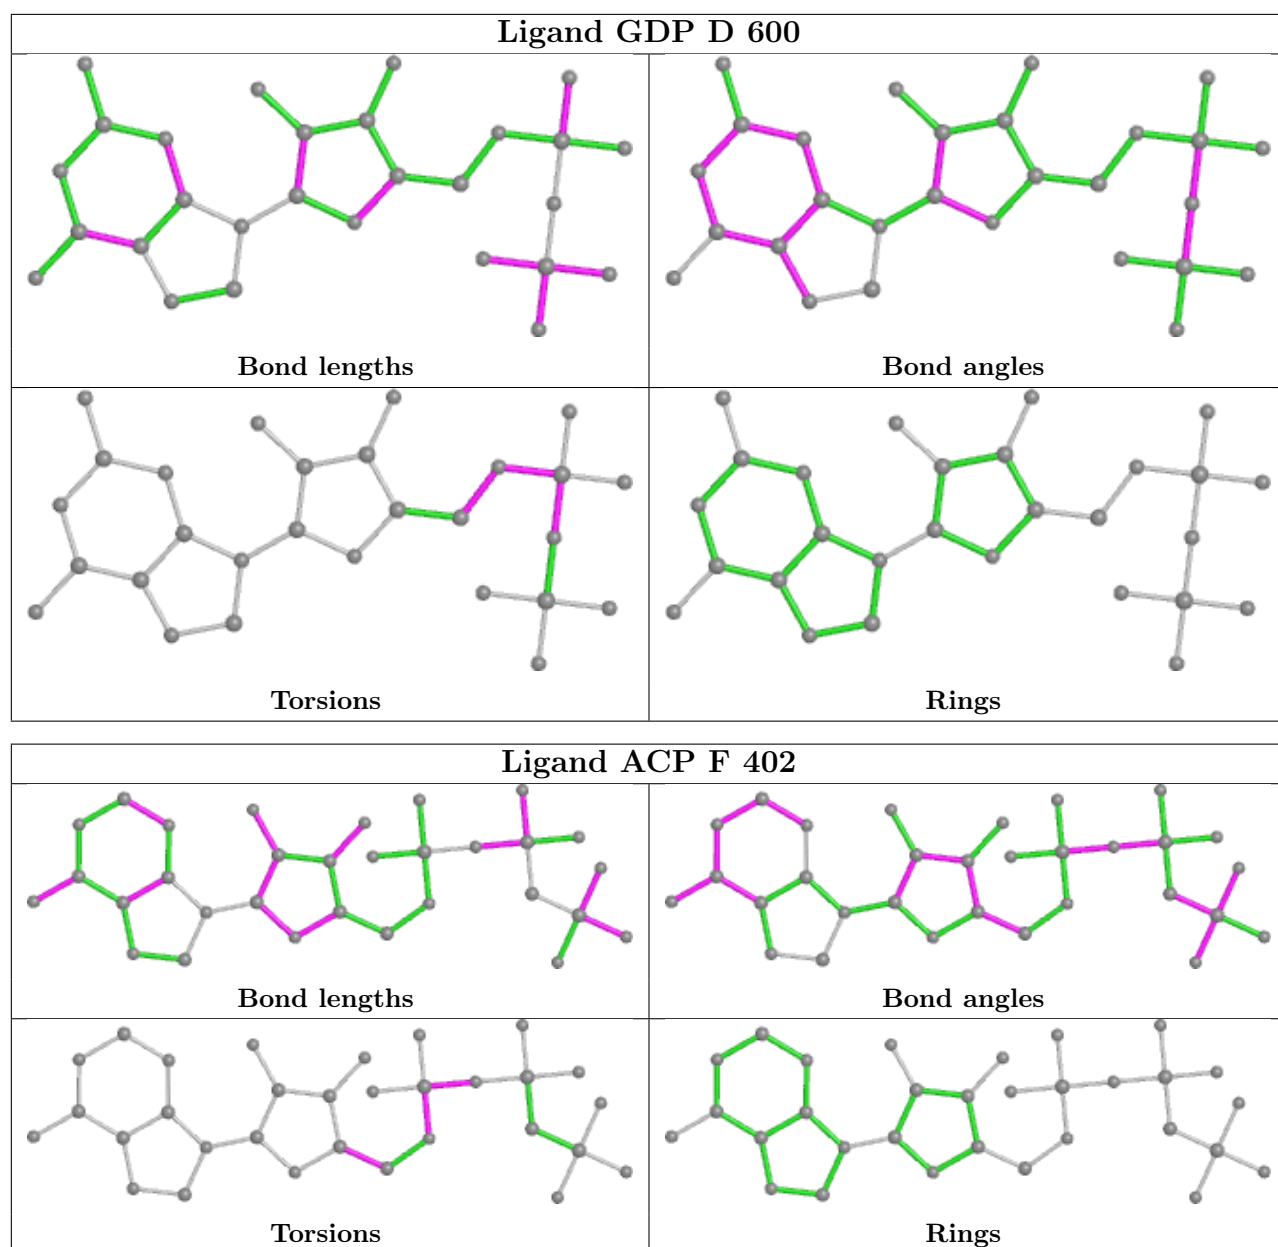 Ligand GDP D 600
Bond lengths
Bond angles
Torsions
Rings
Ligand ACP F 402
Bond lengths
Bond angles
Torsions
Rings